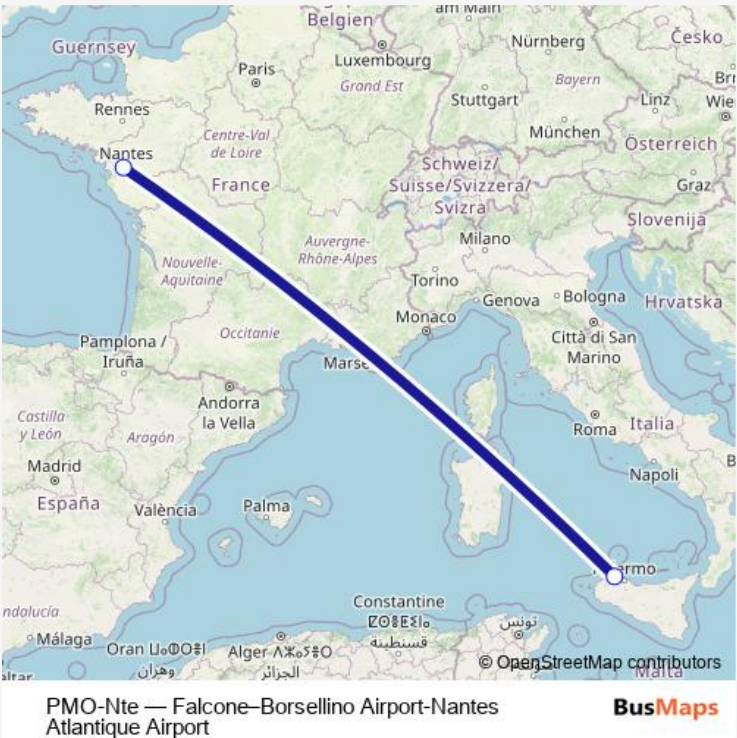 am Main
Belgien
Guernsey
Luxembourg
Nürnberg
Česko
Paris
Grand Est
Bayern
Stuttgart
Linz
Rennes
München
Centre-Val
de Loire
Österreich
Nantes
Schweiz/
Suisse/Svizzera/
Svizra
France
Graz
Slovenija
Auvergne-
Rhône-Alpes
Milano
Nouvelle-
Aquitaine
Torino
Genova
Bologna
Hrvatska
Monaco
Occitanie
Città di San
Marino
Pamplona /
Iruña
Andorra
la Vella
Castilla
y León
Aragón
Roma
Italia
Madrid
Napoli
España
València
Palma
Constantine
ⵇⵙⵏⵟⵉⵏⴰ
قسنطينة
تونس
Málaga
Oran
وهران
Alger
الجزائر
© OpenStreetMap contributors
Malta
PMO-Nte — Falcone–Borsellino Airport-Nantes
Atlantique Airport
BusMaps